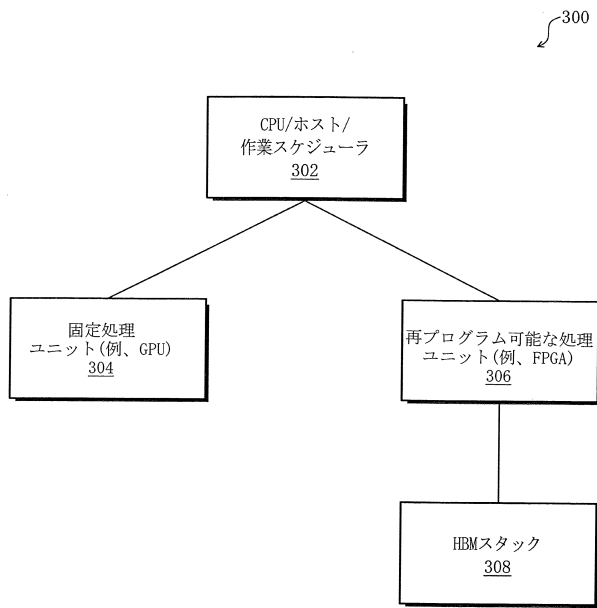 300
CPU/ホスト/
作業スケジューラ
302
固定処理
ユニット(例、GPU)
304
再プログラム可能な処理
ユニット(例、FPGA)
306
HBMスタック
308